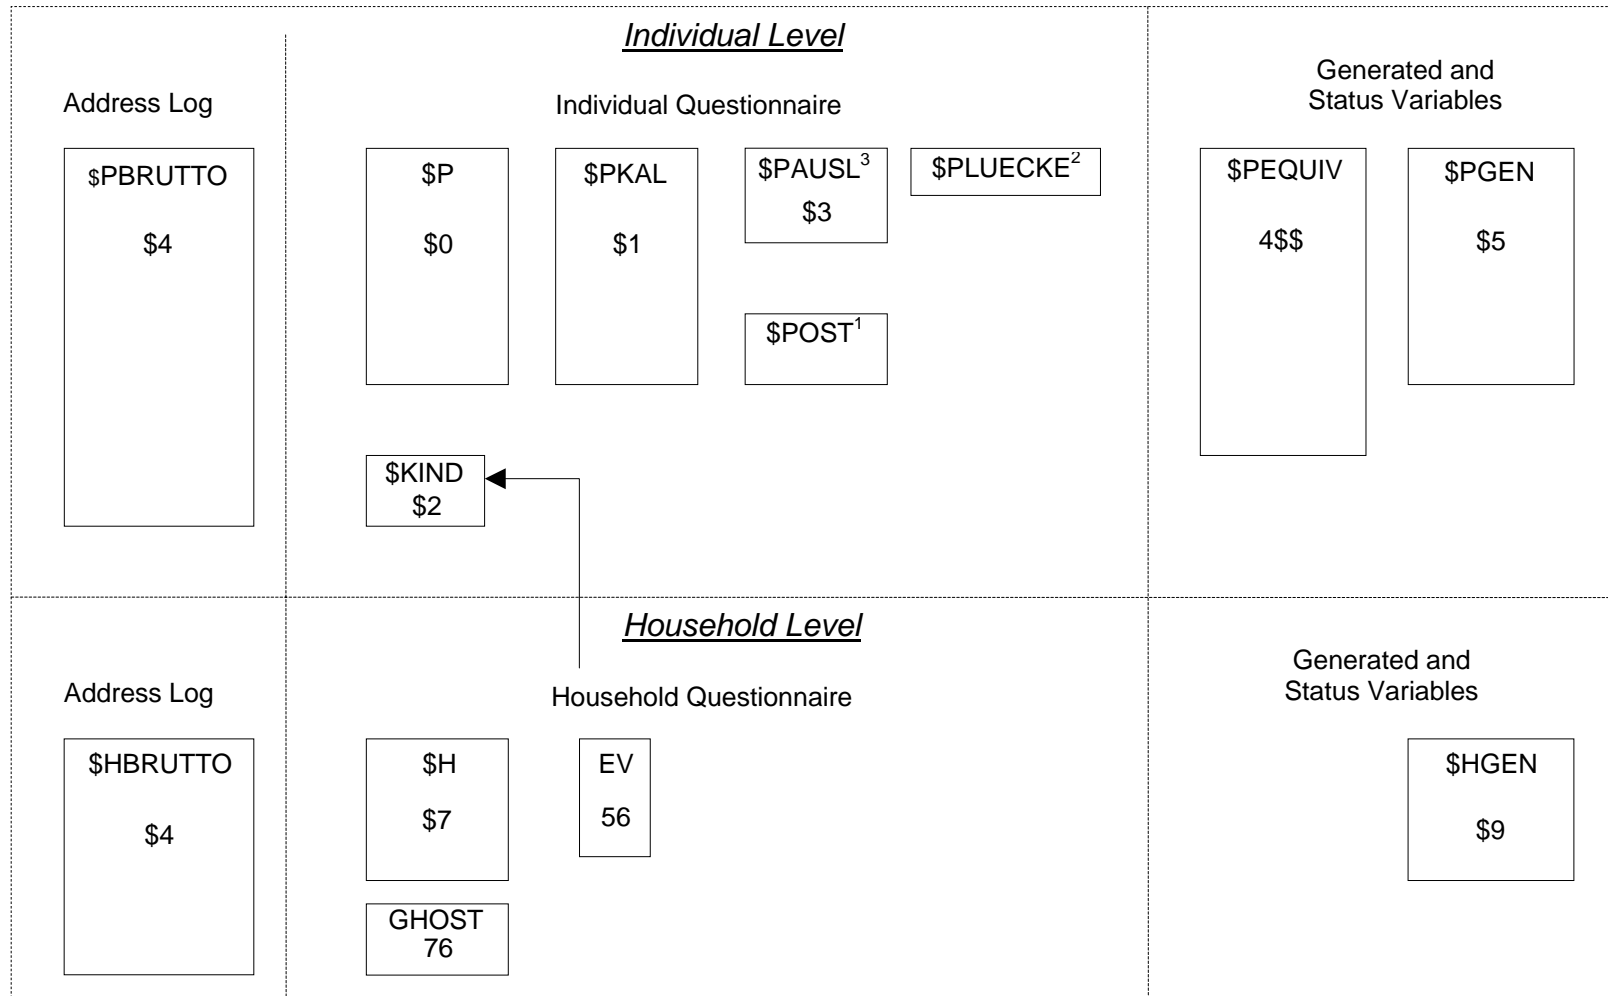 Individual Level
Address Log
Individual Questionnaire
Generated and
Status Variables
$PBRUTTO
$4
$P
$0
$PKAL
$1
$PAUSL³
$3
$PLUECKE²
$POST¹
$PEQUIV
4$$
$PGEN
$5
$KIND
$2
Household Level
Address Log
Household Questionnaire
Generated and
Status Variables
$HBRUTTO
$4
$H
$7
EV
56
$HGEN
$9
GHOST
76